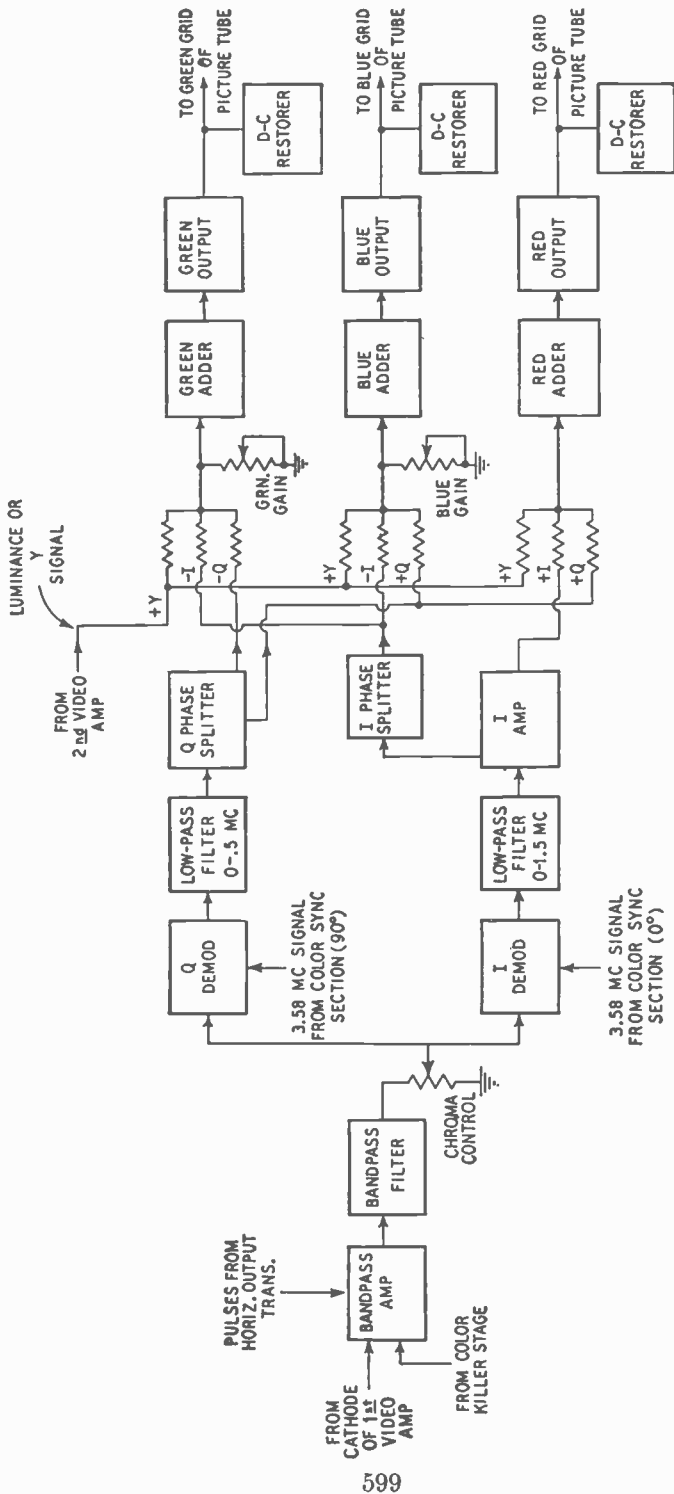 LUMINANCE OR
Y
SIGNAL
FROM
2nd VIDEO
AMP
+Y
-I
-Q
GRN.
GAIN
GREEN
ADDER
GREEN
OUTPUT
TO GREEN GRID
OF
PICTURE TUBE
D-C
RESTORER
+Y
-I
+Q
BLUE
GAIN
BLUE
ADDER
BLUE
OUTPUT
TO BLUE GRID
OF
PICTURE TUBE
D-C
RESTORER
+Y
+I
+Q
RED
ADDER
RED
OUTPUT
TO RED GRID
OF
PICTURE TUBE
D-C
RESTORER
Q
DEMOD
LOW-PASS
FILTER
0-.5 MC
Q PHASE
SPLITTER
3.58 MC SIGNAL
FROM COLOR SYNC
SECTION (90°)
I PHASE
SPLITTER
I
DEMOD
LOW-PASS
FILTER
0-1.5 MC
I
AMP
3.58 MC SIGNAL
FROM COLOR SYNC
SECTION (0°)
PULSES FROM
HORIZ. OUTPUT
TRANS.
BANDPASS
AMP
BANDPASS
FILTER
CHROMA
CONTROL
FROM
CATHODE
OF 1st
VIDEO
AMP
FROM COLOR
KILLER STAGE
599